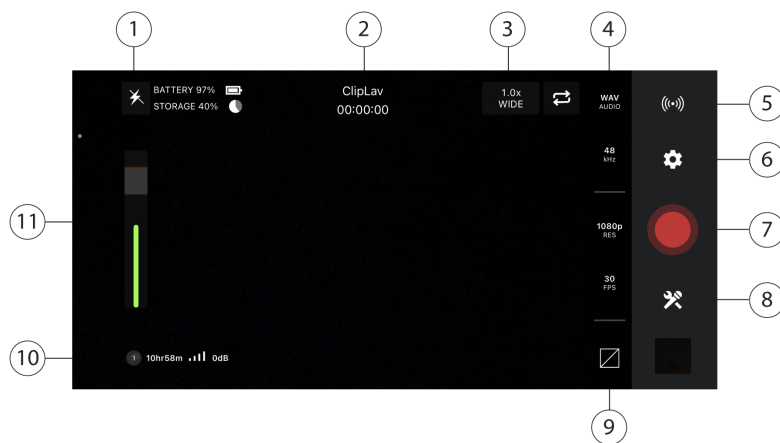 1
2
3
4
BATTERY 97%
STORAGE 40%
ClipLav
00:00:00
1.0x
WIDE
WAV
AUDIO
5
48
kHz
6
11
1080p
RES
7
30
FPS
8
10
1
10hr58m
0dB
9